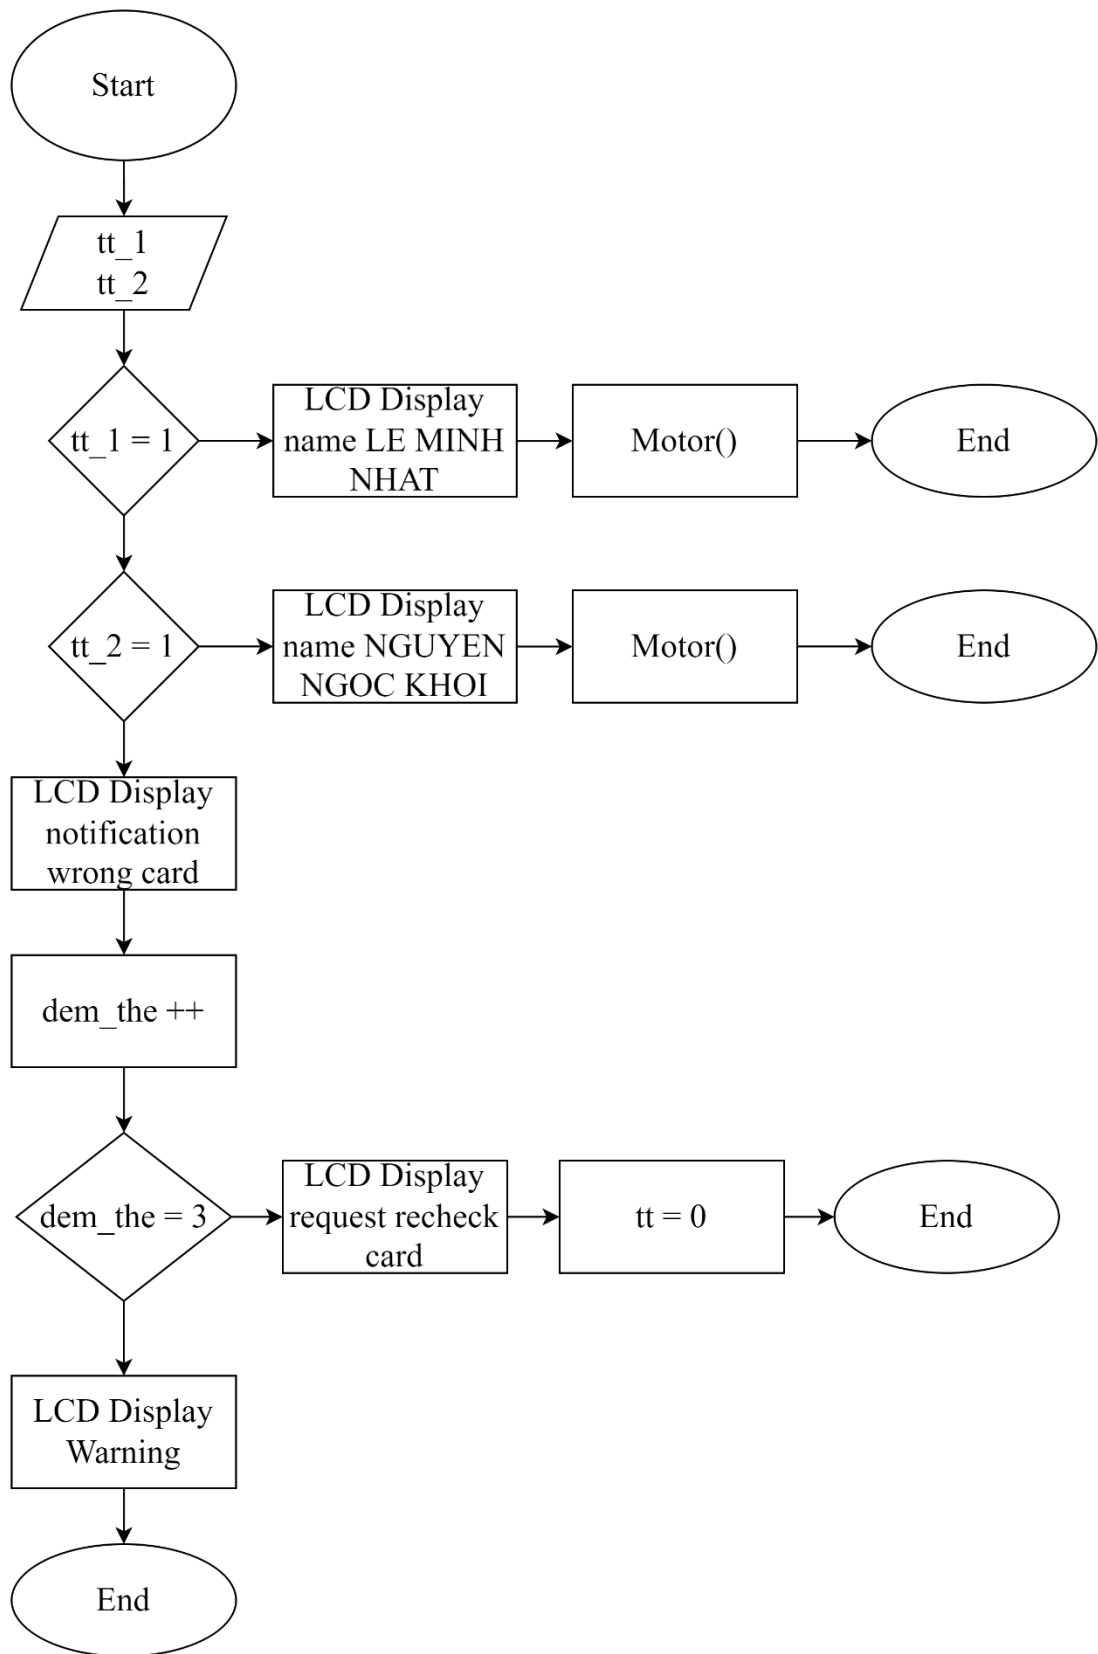 Start
tt_1
tt_2
tt_1 = 1
LCD Display
name LE MINH
NHAT
Motor()
End
tt_2 = 1
LCD Display
name NGUYEN
NGOC KHOI
Motor()
End
LCD Display
notification
wrong card
dem_the ++
dem_the = 3
LCD Display
request recheck
card
tt = 0
End
LCD Display
Warning
End